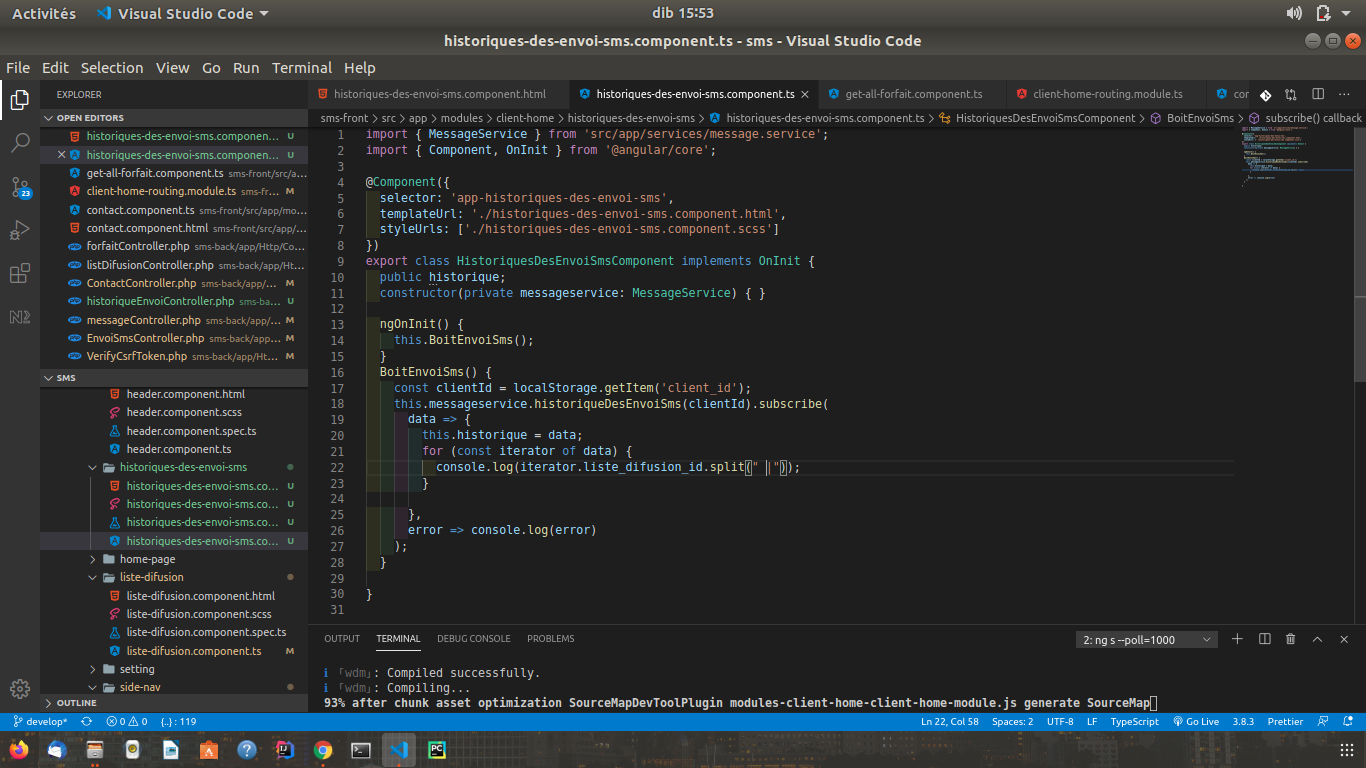 Activités Visual Studio Code dib 15:53
historiques-des-envoi-sms.component.ts - sms - Visual Studio Code
File Edit Selection View Go Run Terminal Help
EXPLORER
OPEN EDITORS
historiques-des-envoi-sms.componen... U
historiques-des-envoi-sms.componen... U
get-all-forfait.component.ts sms-front/src/a...
client-home-routing.module.ts sms-fr... M
contact.component.ts sms-front/src/app/mo...
contact.component.html sms-front/src/app/...
forfaitController.php sms-back/app/Http/Co...
listDifusionController.php sms-back/app/Ht...
ContactController.php sms-back/app/... M
historiqueEnvoiController.php sms-ba... U
messageController.php sms-back/app/... M
EnvoiSmsController.php sms-back/app/... M
VerifyCsrfToken.php sms-back/app/Ht... M
SMS
header.component.html
header.component.scss
header.component.spec.ts
header.component.ts
historiques-des-envoi-sms
historiques-des-envoi-sms.co... U
historiques-des-envoi-sms.co... U
historiques-des-envoi-sms.co... U
historiques-des-envoi-sms.co... U
home-page
liste-difusion
liste-difusion.component.html
liste-difusion.component.scss
liste-difusion.component.spec.ts
liste-difusion.component.ts M
setting
side-nav
OUTLINE
23
historiques-des-envoi-sms.component.html historiques-des-envoi-sms.component.ts get-all-forfait.component.ts client-home-routing.module.ts cor
sms-front > src > app > modules > client-home > historiques-des-envoi-sms > historiques-des-envoi-sms.component.ts > HistoriquesDesEnvoiSmsComponent > BoitEnvoiSms > subscribe() callback
1 import { MessageService } from 'src/app/services/message.service';
2 import { Component, OnInit } from '@angular/core';
3
4 @Component({
5 selector: 'app-historiques-des-envoi-sms',
6 templateUrl: './historiques-des-envoi-sms.component.html',
7 styleUrls: ['./historiques-des-envoi-sms.component.scss']
8 })
9 export class HistoriquesDesEnvoiSmsComponent implements OnInit {
10 public historique;
11 constructor(private messageservice: MessageService) { }
12
13 ngOnInit() {
14 this.BoitEnvoiSms();
15 }
16 BoitEnvoiSms() {
17 const clientId = localStorage.getItem('client_id');
18 this.messageservice.historiqueDesEnvoiSms(clientId).subscribe(
19 data => {
20 this.historique = data;
21 for (const iterator of data) {
22 console.log(iterator.liste_difusion_id.split(" |"));
23 }
24
25 },
26 error => console.log(error)
27 );
28 }
29
30 }
31
OUTPUT TERMINAL DEBUG CONSOLE PROBLEMS 2: ng s --poll=1000
ℹ ｢wdm｣: Compiled successfully.
ℹ ｢wdm｣: Compiling...
93% after chunk asset optimization SourceMapDevToolPlugin modules-client-home-client-home-module.js generate SourceMap
develop* 0 0 {..} : 119 Ln 22, Col 58 Spaces: 2 UTF-8 LF TypeScript Go Live 3.8.3 Prettier